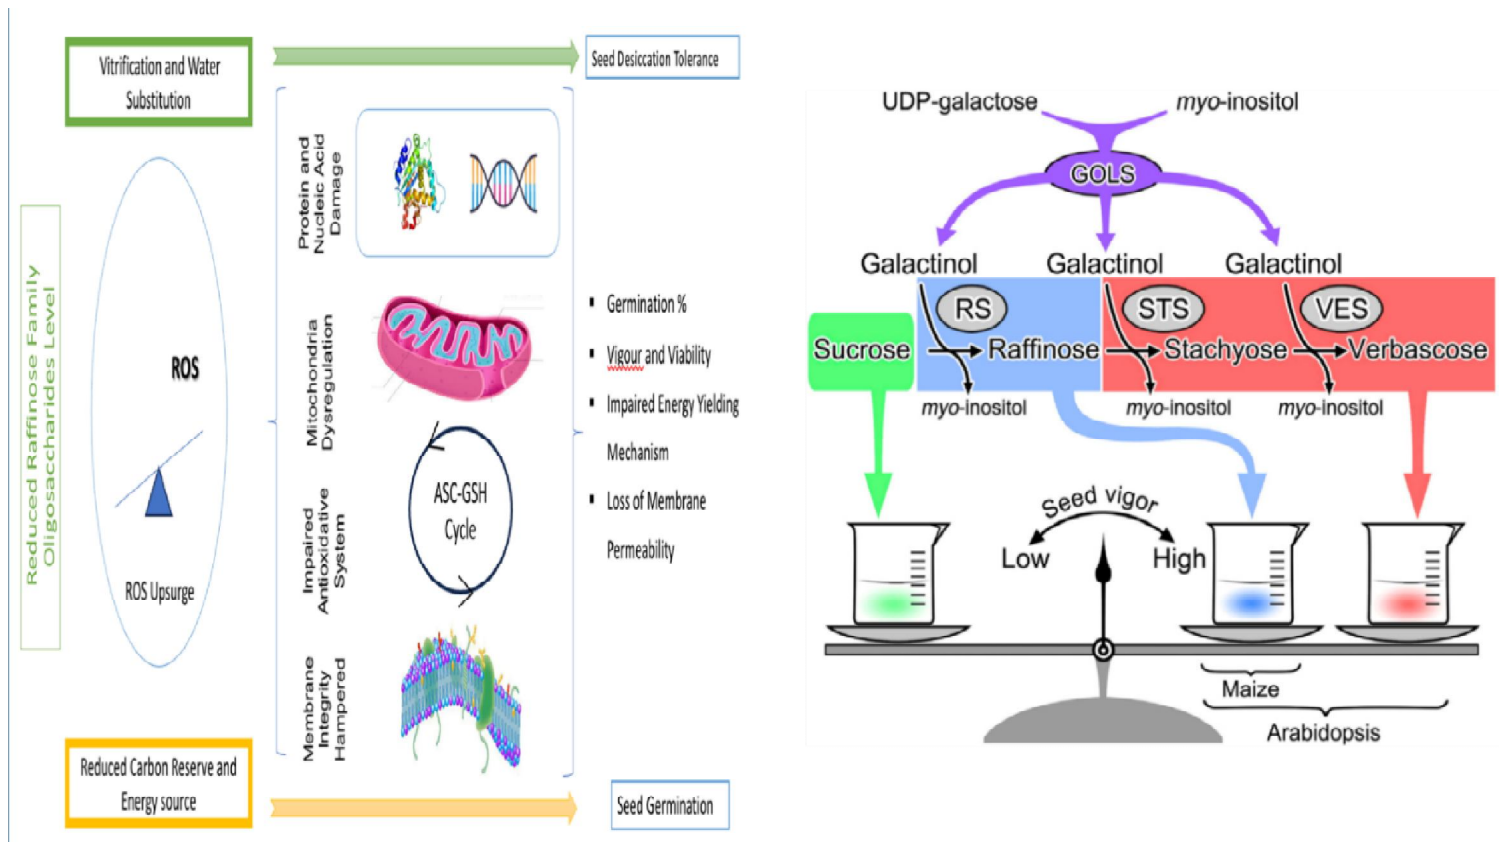 Reduced Raffinose Family
Oligosaccharides Level
Vitrification and Water
Substitution
ROS
ROS Upsurge
Reduced Carbon Reserve and
Energy source
Seed Desiccation Tolerance
Protein and
Nucleic Acid
Damage
Mitochondria
Dysregulation
Impaired
Antioxidative
System
ASC-GSH
Cycle
Membrane
Integrity
Hampered
▪ Germination %
▪ Vigour and Viability
▪ Impaired Energy Yielding
Mechanism
▪ Loss of Membrane
Permeability
Seed Germination
UDP-galactose
myo-inositol
GOLS
Galactinol
Galactinol
Galactinol
RS
STS
VES
Sucrose
Raffinose
Stachyose
Verbascose
myo-inositol
myo-inositol
myo-inositol
Seed vigor
Low
High
Maize
Arabidopsis